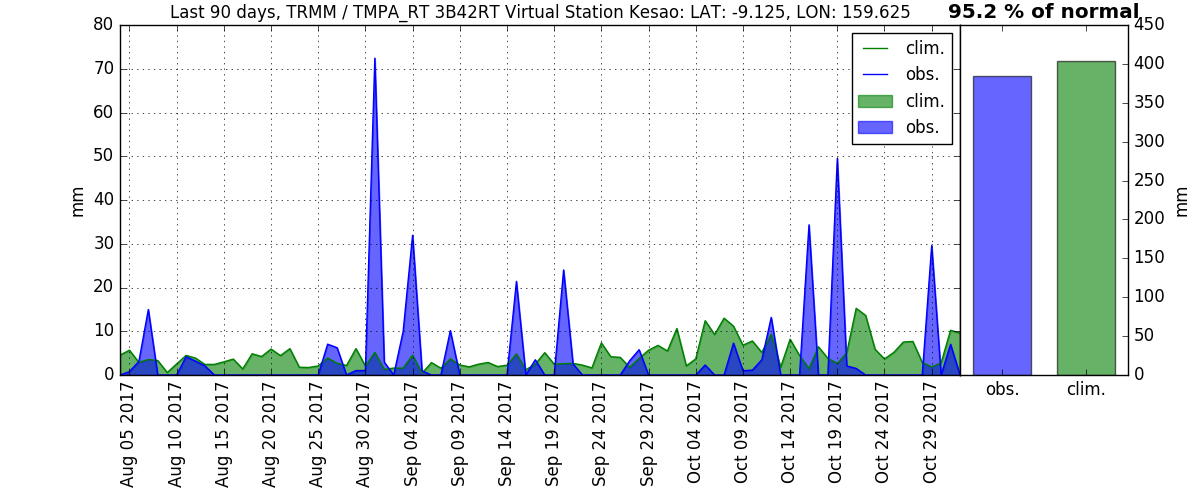 Last 90 days, TRMM / TMPA_RT 3B42RT Virtual Station Kesao: LAT: -9.125, LON: 159.625
95.2 % of normal
mm
80
70
60
50
40
30
20
10
0
clim.
obs.
clim.
obs.
450
400
350
300
250
200
150
100
50
0
mm
Aug 05 2017
Aug 10 2017
Aug 15 2017
Aug 20 2017
Aug 25 2017
Aug 30 2017
Sep 04 2017
Sep 09 2017
Sep 14 2017
Sep 19 2017
Sep 24 2017
Sep 29 2017
Oct 04 2017
Oct 09 2017
Oct 14 2017
Oct 19 2017
Oct 24 2017
Oct 29 2017
obs.
clim.